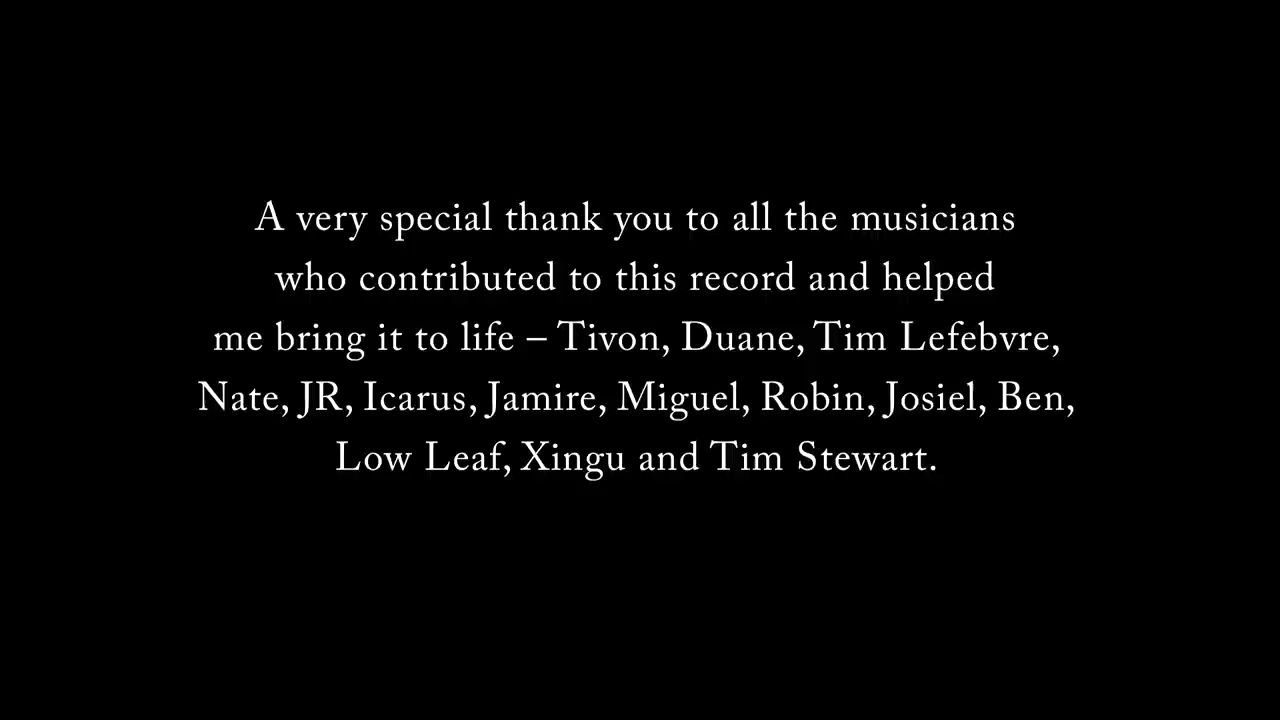 A very special thank you to all the musicians
who contributed to this record and helped
me bring it to life – Tivon, Duane, Tim Lefebvre,
Nate, JR, Icarus, Jamire, Miguel, Robin, Josiel, Ben,
Low Leaf, Xingu and Tim Stewart.